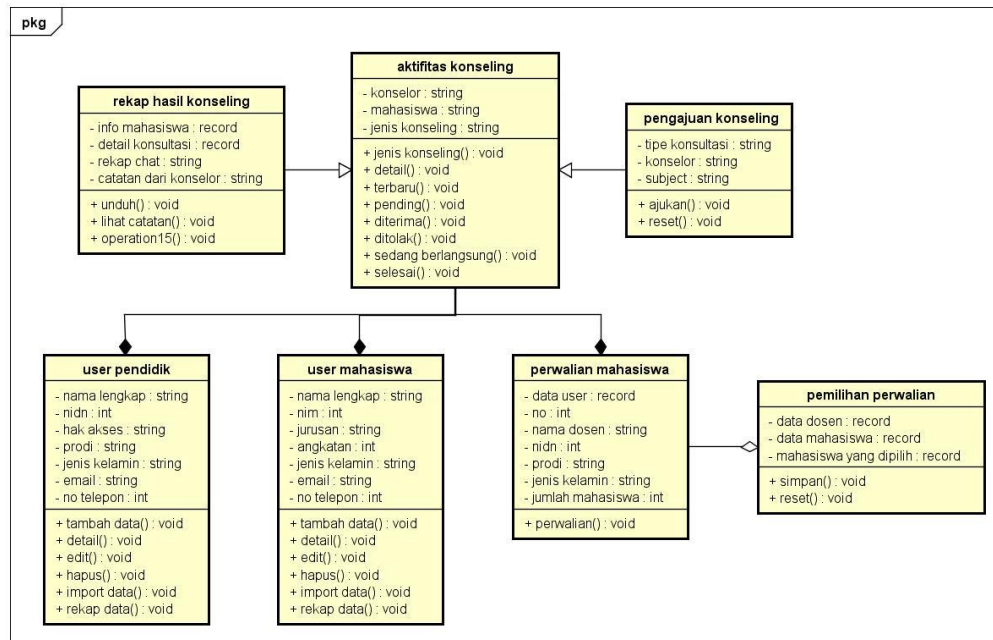 pkg
aktifitas konseling
- konselor : string
- mahasiswa : string
- jenis konseling : string
+ jenis konseling() : void
+ detail() : void
+ terbaru() : void
+ pending() : void
+ diterima() : void
+ ditolak() : void
+ sedang berlangsung() : void
+ selesai() : void
rekap hasil konseling
- info mahasiswa : record
- detail konsultasi : record
- rekap chat : string
- catatan dari konselor : string
+ unduh() : void
+ lihat catatan() : void
+ operation15() : void
pengajuan konseling
- tipe konsultasi : string
- konselor : string
- subject : string
+ ajukan() : void
+ reset() : void
user pendidik
- nama lengkap : string
- nidn : int
- hak akses : string
- prodi : string
- jenis kelamin : string
- email : string
- no telepon : int
+ tambah data() : void
+ detail() : void
+ edit() : void
+ hapus() : void
+ import data() : void
+ rekap data() : void
user mahasiswa
- nama lengkap : string
- nim : int
- jurusan : string
- angkatan : int
- jenis kelamin : string
- email : string
- no telepon : int
+ tambah data() : void
+ detail() : void
+ edit() : void
+ hapus() : void
+ import data() : void
+ rekap data() : void
perwalian mahasiswa
- data user : record
- no : int
- nama dosen : string
- nidn : int
- prodi : string
- jenis kelamin : string
- jumlah mahasiswa : int
+ perwalian() : void
pemilihan perwalian
- data dosen : record
- data mahasiswa : record
- mahasiswa yang dipilih : record
+ simpan() : void
+ reset() : void